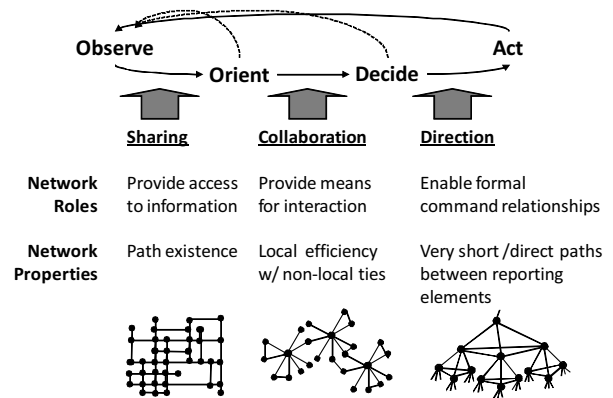 Observe
Act
Orient
Decide
Sharing
Collaboration
Direction
Network Roles
Provide access to information
Provide means for interaction
Enable formal command relationships
Network Properties
Path existence
Local efficiency w/ non-local ties
Very short /direct paths between reporting elements